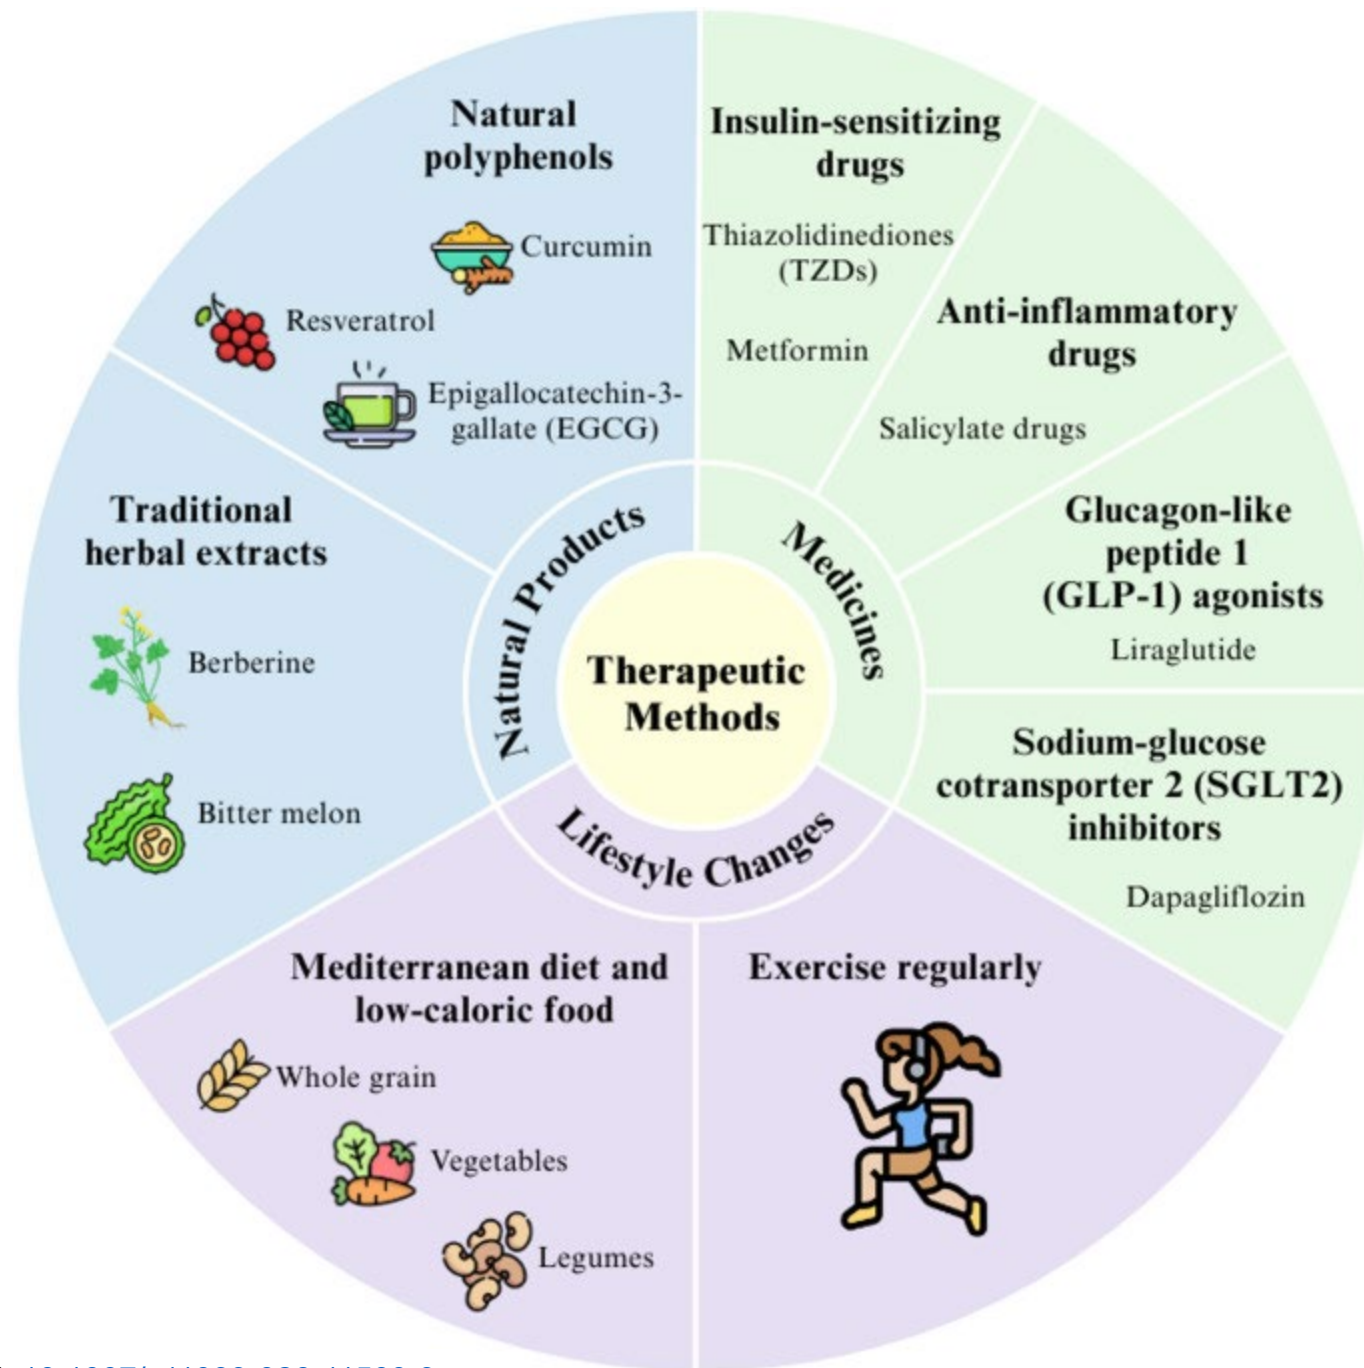 Natural
polyphenols
Curcumin
Resveratrol
Epigallocatechin-3-
gallate (EGCG)
Traditional
herbal extracts
Berberine
Bitter melon
Natural Products
Insulin-sensitizing
drugs
Thiazolidinediones
(TZDs)
Metformin
Anti-inflammatory
drugs
Salicylate drugs
Glucagon-like
peptide 1
(GLP-1) agonists
Liraglutide
Sodium-glucose
cotransporter 2 (SGLT2)
inhibitors
Dapagliflozin
Medicines
Therapeutic
Methods
Lifestyle Changes
Mediterranean diet and
low-caloric food
Whole grain
Vegetables
Legumes
Exercise regularly